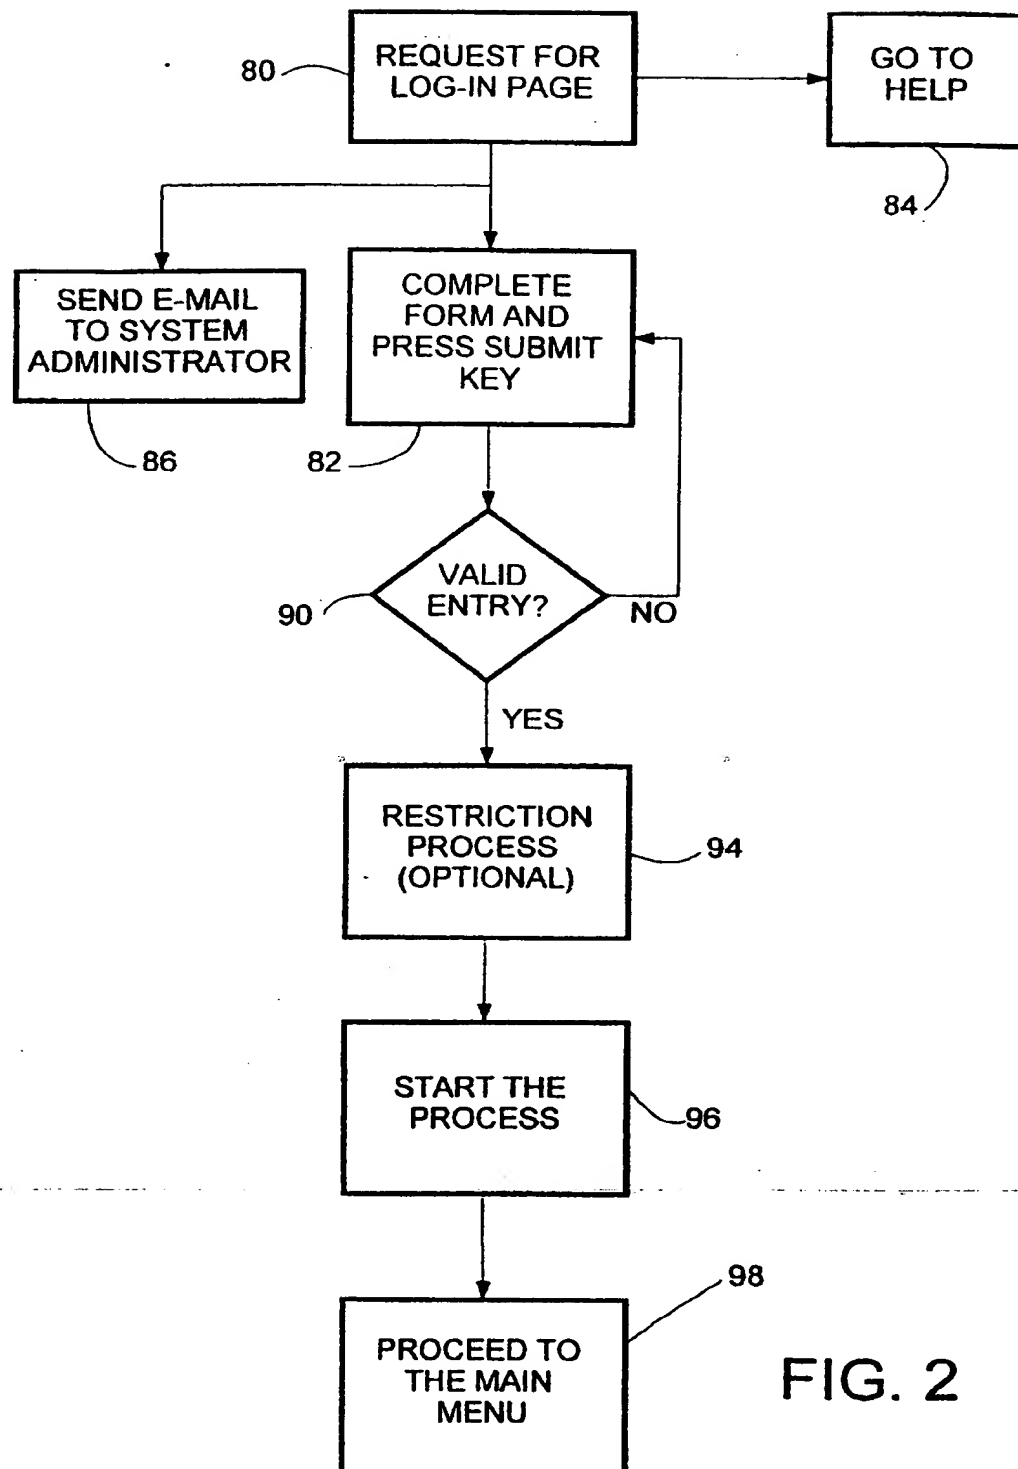 80
REQUEST FOR
LOG-IN PAGE
GO TO
HELP
84
SEND E-MAIL
TO SYSTEM
ADMINISTRATOR
86
COMPLETE
FORM AND
PRESS SUBMIT
KEY
82
VALID
ENTRY?
90
NO
YES
RESTRICTION
PROCESS
(OPTIONAL)
94
START THE
PROCESS
96
98
PROCEED TO
THE MAIN
MENU
FIG. 2